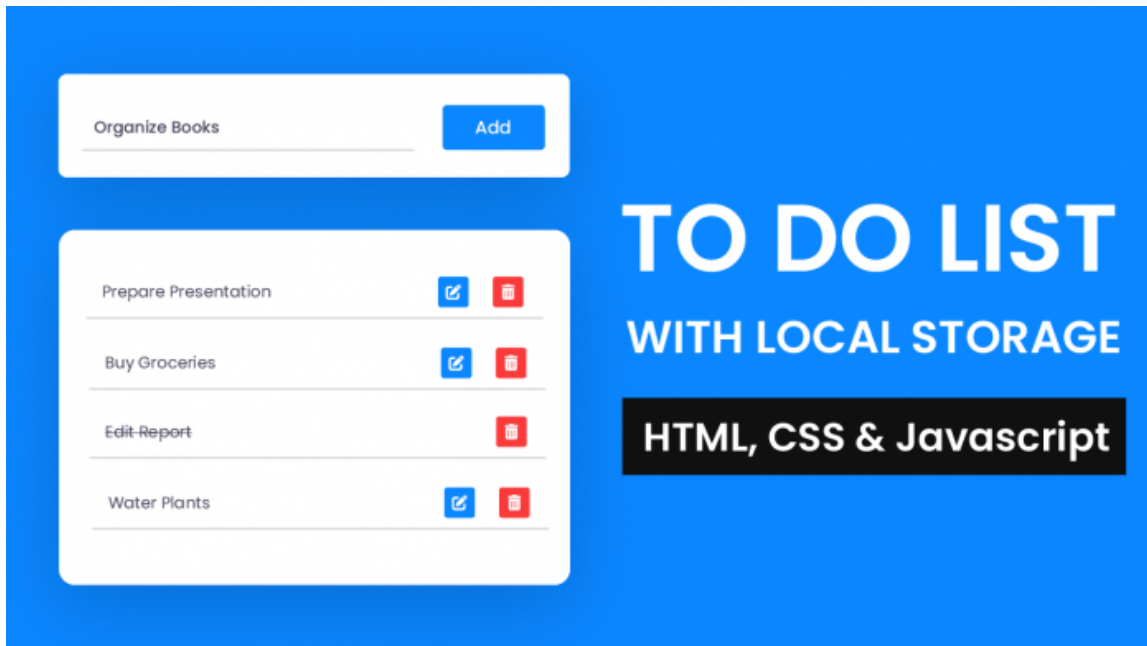 Organize Books
Add
Prepare Presentation
Buy Groceries
Edit Report
Water Plants
TO DO LIST
WITH LOCAL STORAGE
HTML, CSS & Javascript